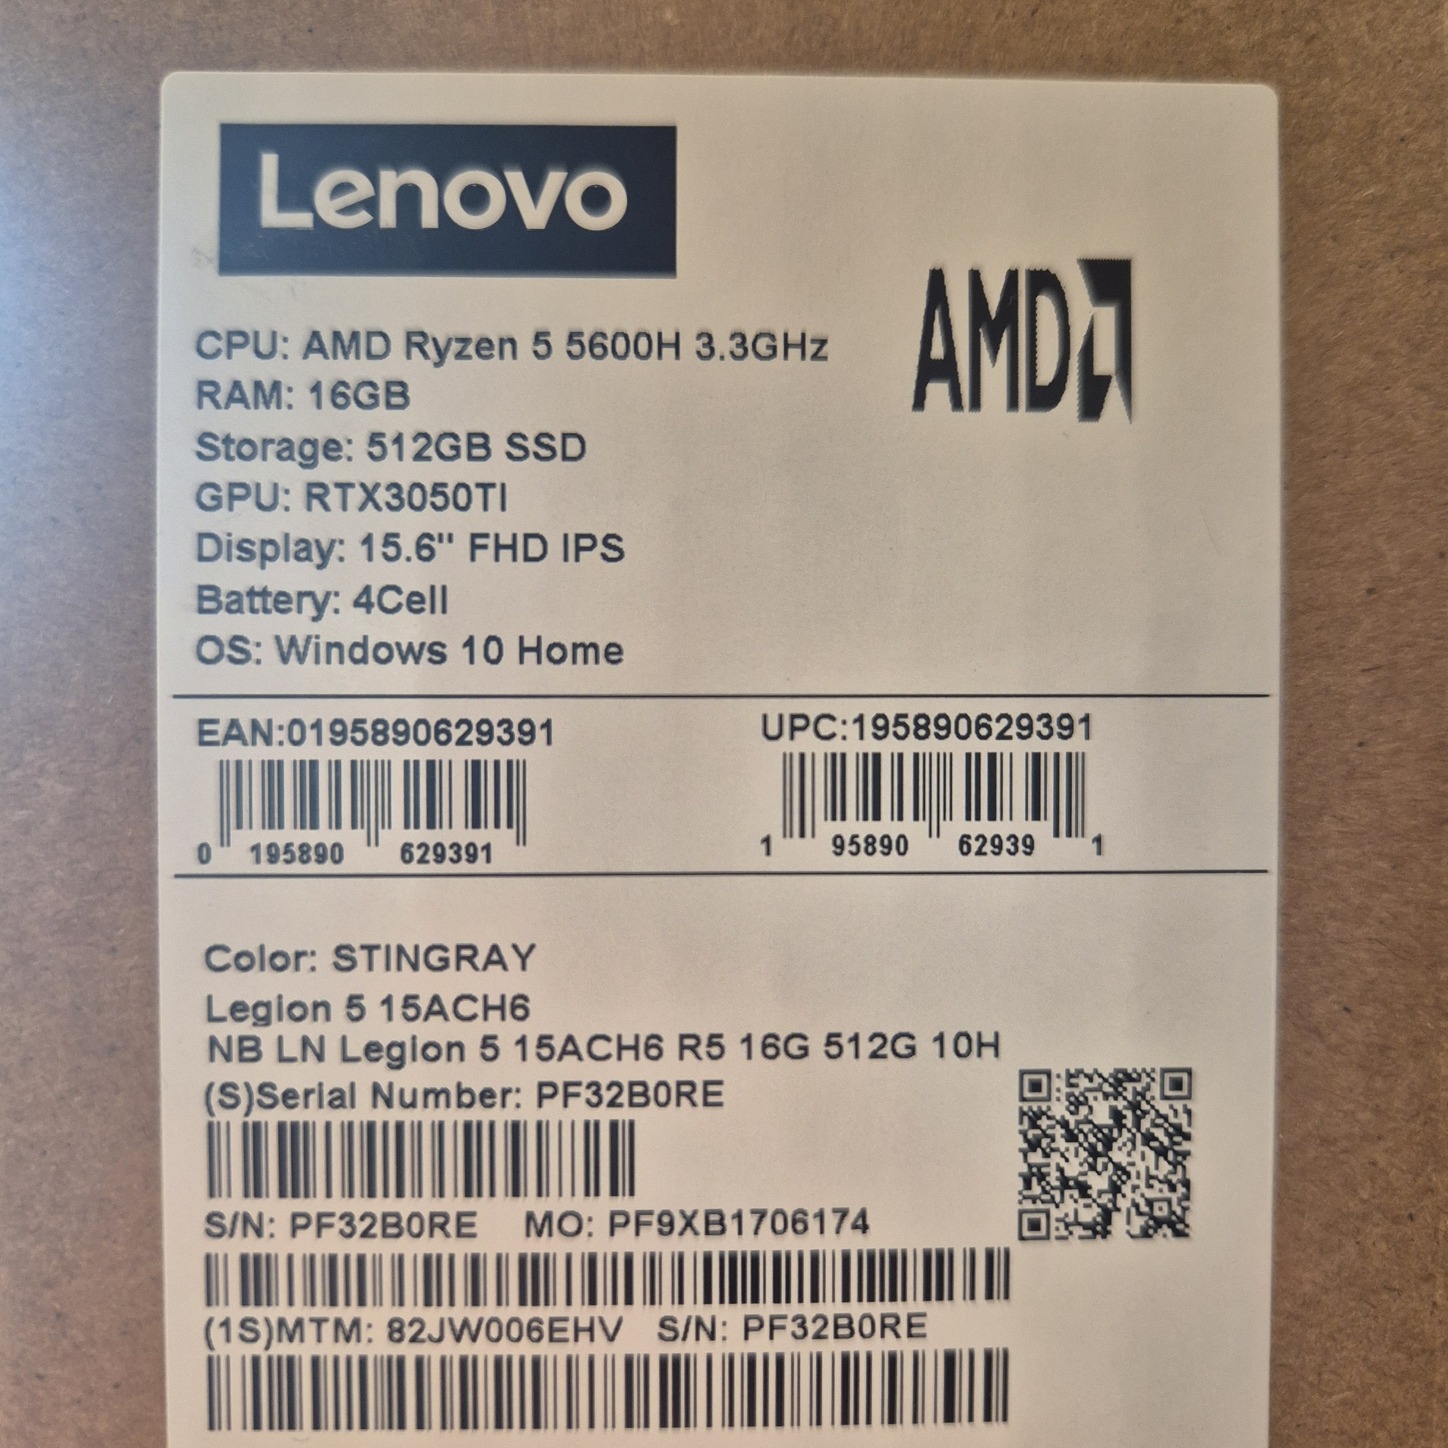 Lenovo
AMD
CPU: AMD Ryzen 5 5600H 3.3GHz
RAM: 16GB
Storage: 512GB SSD
GPU: RTX3050TI
Display: 15.6" FHD IPS
Battery: 4Cell
OS: Windows 10 Home
EAN:0195890629391
UPC:195890629391
0 195890 629391
1 95890 62939 1
Color: STINGRAY
Legion 5 15ACH6
NB LN Legion 5 15ACH6 R5 16G 512G 10H
(S)Serial Number: PF32B0RE
S/N: PF32B0RE MO: PF9XB1706174
(1S)MTM: 82JW006EHV S/N: PF32B0RE